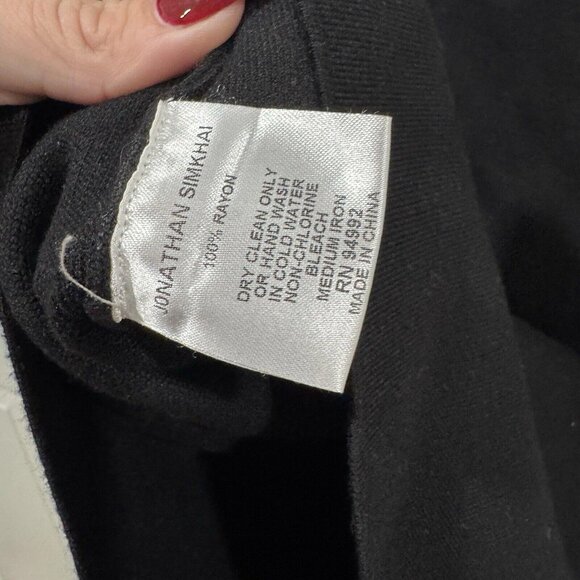 JONATHAN SIMKHAI
100% RAYON
DRY CLEAN ONLY
OR HAND WASH
IN COLD WATER
NON-CHLORINE
BLEACH
MEDIUM IRON
RN 94992
MADE IN CHINA